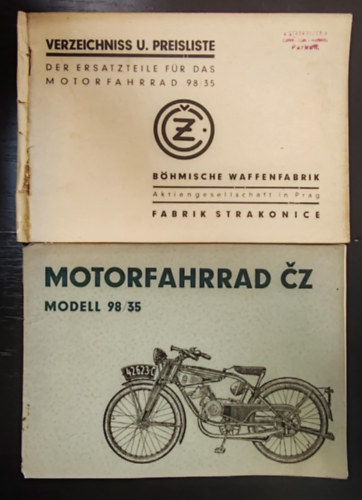 VERZEICHNISS U. PREISLISTE
DER ERSATZTEILE FÜR DAS
MOTORFAHRRAD 98/35
ČZ
BÖHMISCHE WAFFENFABRIK
Aktiengesellschaft in Prag
FABRIK STRAKONICE
MOTORFAHRRAD ČZ
MODELL 98/35
42623